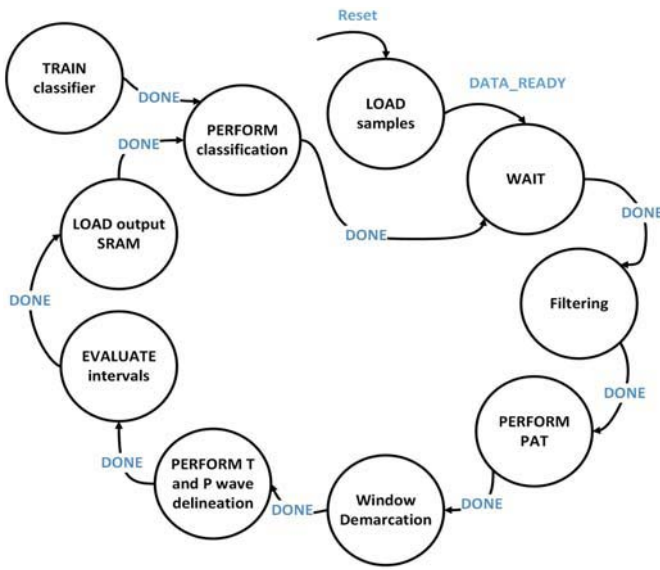 Reset
TRAIN
classifier
DONE
LOAD
samples
DATA_READY
PERFORM
classification
DONE
WAIT
LOAD output
SRAM
DONE
DONE
Filtering
DONE
EVALUATE
intervals
DONE
PERFORM
PAT
DONE
PERFORM T
and P wave
delineation
DONE
Window
Demarcation
DONE
DONE